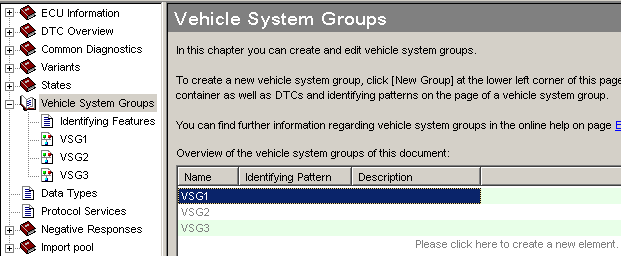 ECU Information
DTC Overview
Common Diagnostics
Variants
States
Vehicle System Groups
Identifying Features
VSG1
VSG2
VSG3
Data Types
Protocol Services
Negative Responses
Import pool
Vehicle System Groups
In this chapter you can create and edit vehicle system groups.
To create a new vehicle system group, click [New Group] at the lower left corner of this page
container as well as DTCs and identifying patterns on the page of a vehicle system group.
You can find further information regarding vehicle system groups in the online help on page
Overview of the vehicle system groups of this document:
Name Identifying Pattern Description
VSG1
VSG2
VSG3
Please click here to create a new element.